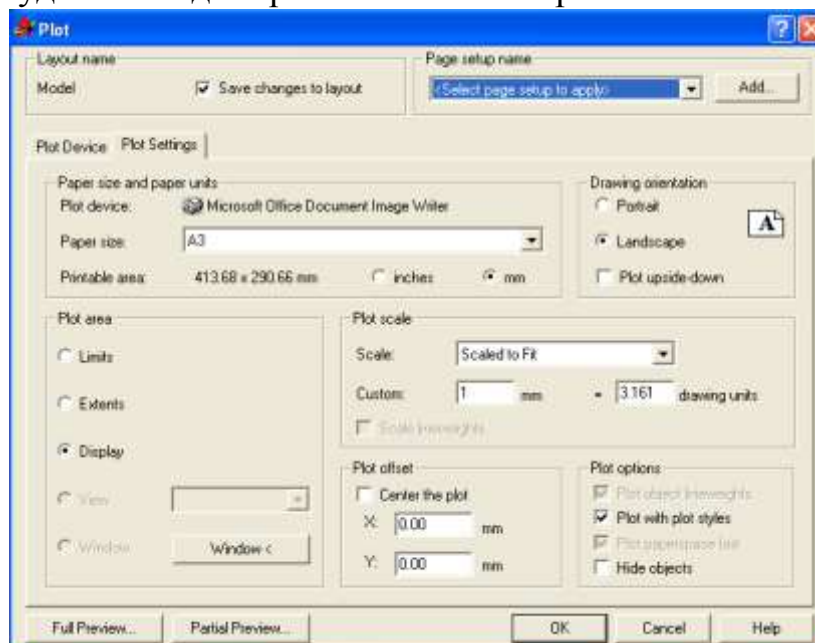 Plot
Layout name
Model
Save changes to layout
Page setup name
<Select page setup to apply>
Add...
Plot Device
Plot Settings
Paper size and paper units
Plot device:
Microsoft Office Document Image Writer
Paper size:
A3
Printable area:
413.68 x 290.66 mm
inches
mm
Drawing orientation
Portrait
Landscape
Plot upside-down
A
Plot area
Limits
Extents
Display
View
Window
Window <
Plot scale
Scale:
Scaled to Fit
Custom:
1
mm
=
3.161
drawing units
Scale lineweights
Plot offset
Center the plot
X:
0.00
mm
Y:
0.00
mm
Plot options
Plot object lineweights
Plot with plot styles
Plot paperspace last
Hide objects
Full Preview...
Partial Preview...
OK
Cancel
Help